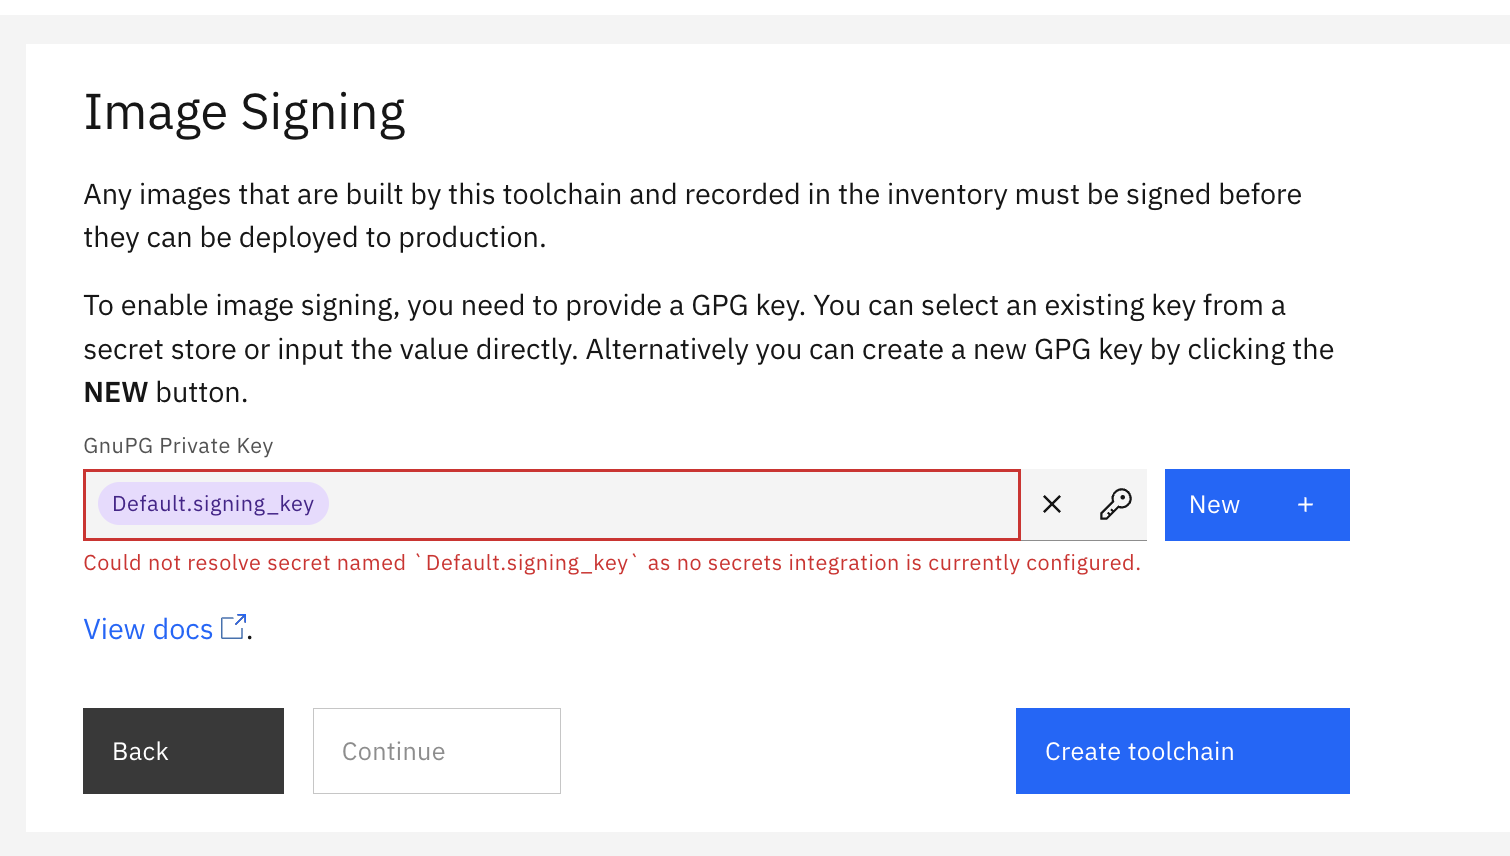 Image Signing
Any images that are built by this toolchain and recorded in the inventory must be signed before
they can be deployed to production.
To enable image signing, you need to provide a GPG key. You can select an existing key from a
secret store or input the value directly. Alternatively you can create a new GPG key by clicking the
NEW button.
GnuPG Private Key
Default.signing_key
New +
Could not resolve secret named `Default.signing_key` as no secrets integration is currently configured.
View docs.
Back
Continue
Create toolchain